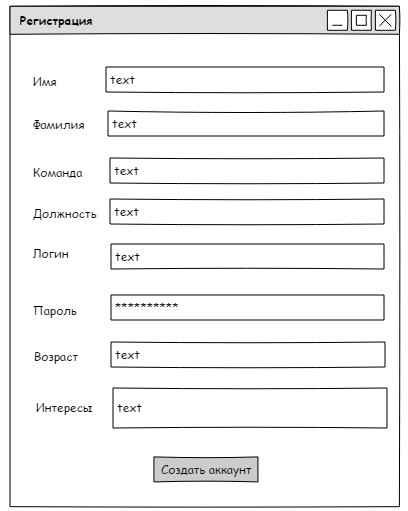 Регистрация
Имя text
Фамилия text
Команда text
Должность text
Логин text
Пароль **********
Возраст text
Интересы text
Создать аккаунт